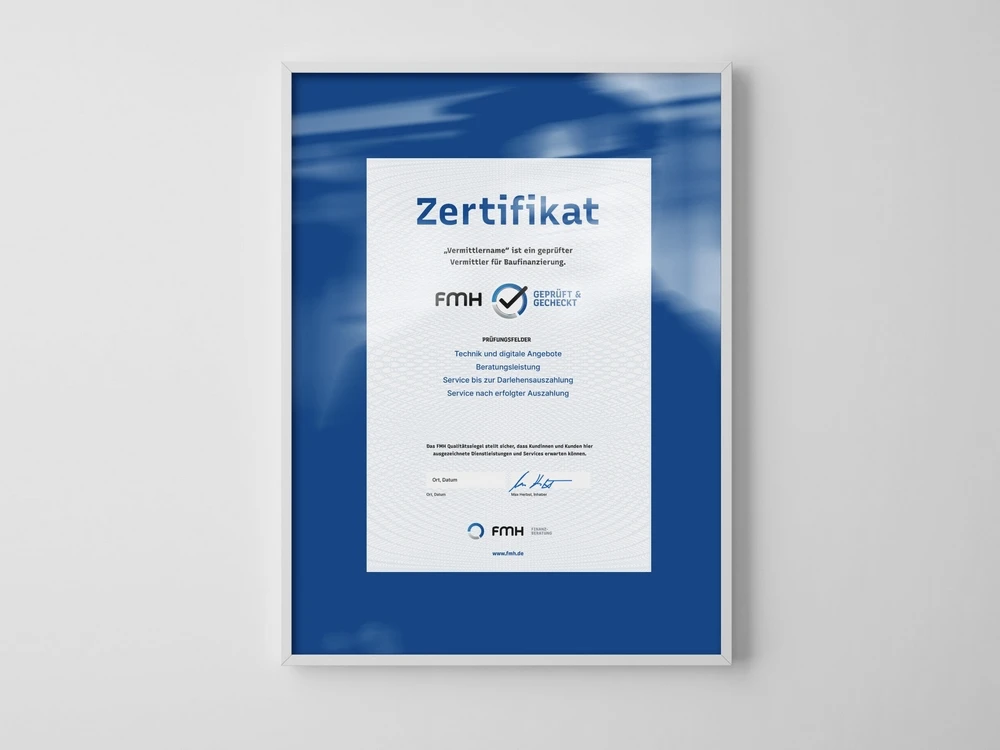 Zertifikat
„Vermittlername“ ist ein geprüfter
Vermittler für Baufinanzierung.
FMH GEPRÜFT &
GECHECKT
PRÜFUNGSFELDER
Technik und digitale Angebote
Beratungsleistung
Service bis zur Darlehensauszahlung
Service nach erfolgter Auszahlung
Das FMH Qualitätssiegel stellt sicher, dass Kundinnen und Kunden hier
ausgezeichnete Dienstleistungen und Services erwarten können.
Ort, Datum
Ort, Datum
Max Herbst, Inhaber
FMH FINANZ-
BERATUNG
www.fmh.de